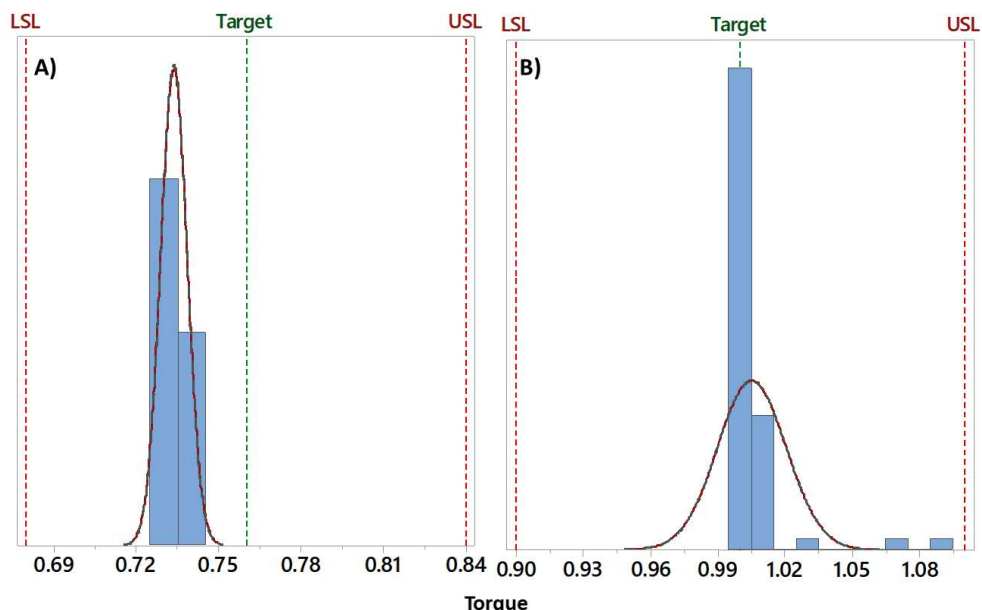 LSL Target USL LSL Target USL
A) B)
0.69 0.72 0.75 0.78 0.81 0.84 0.90 0.93 0.96 0.99 1.02 1.05 1.08
Torque